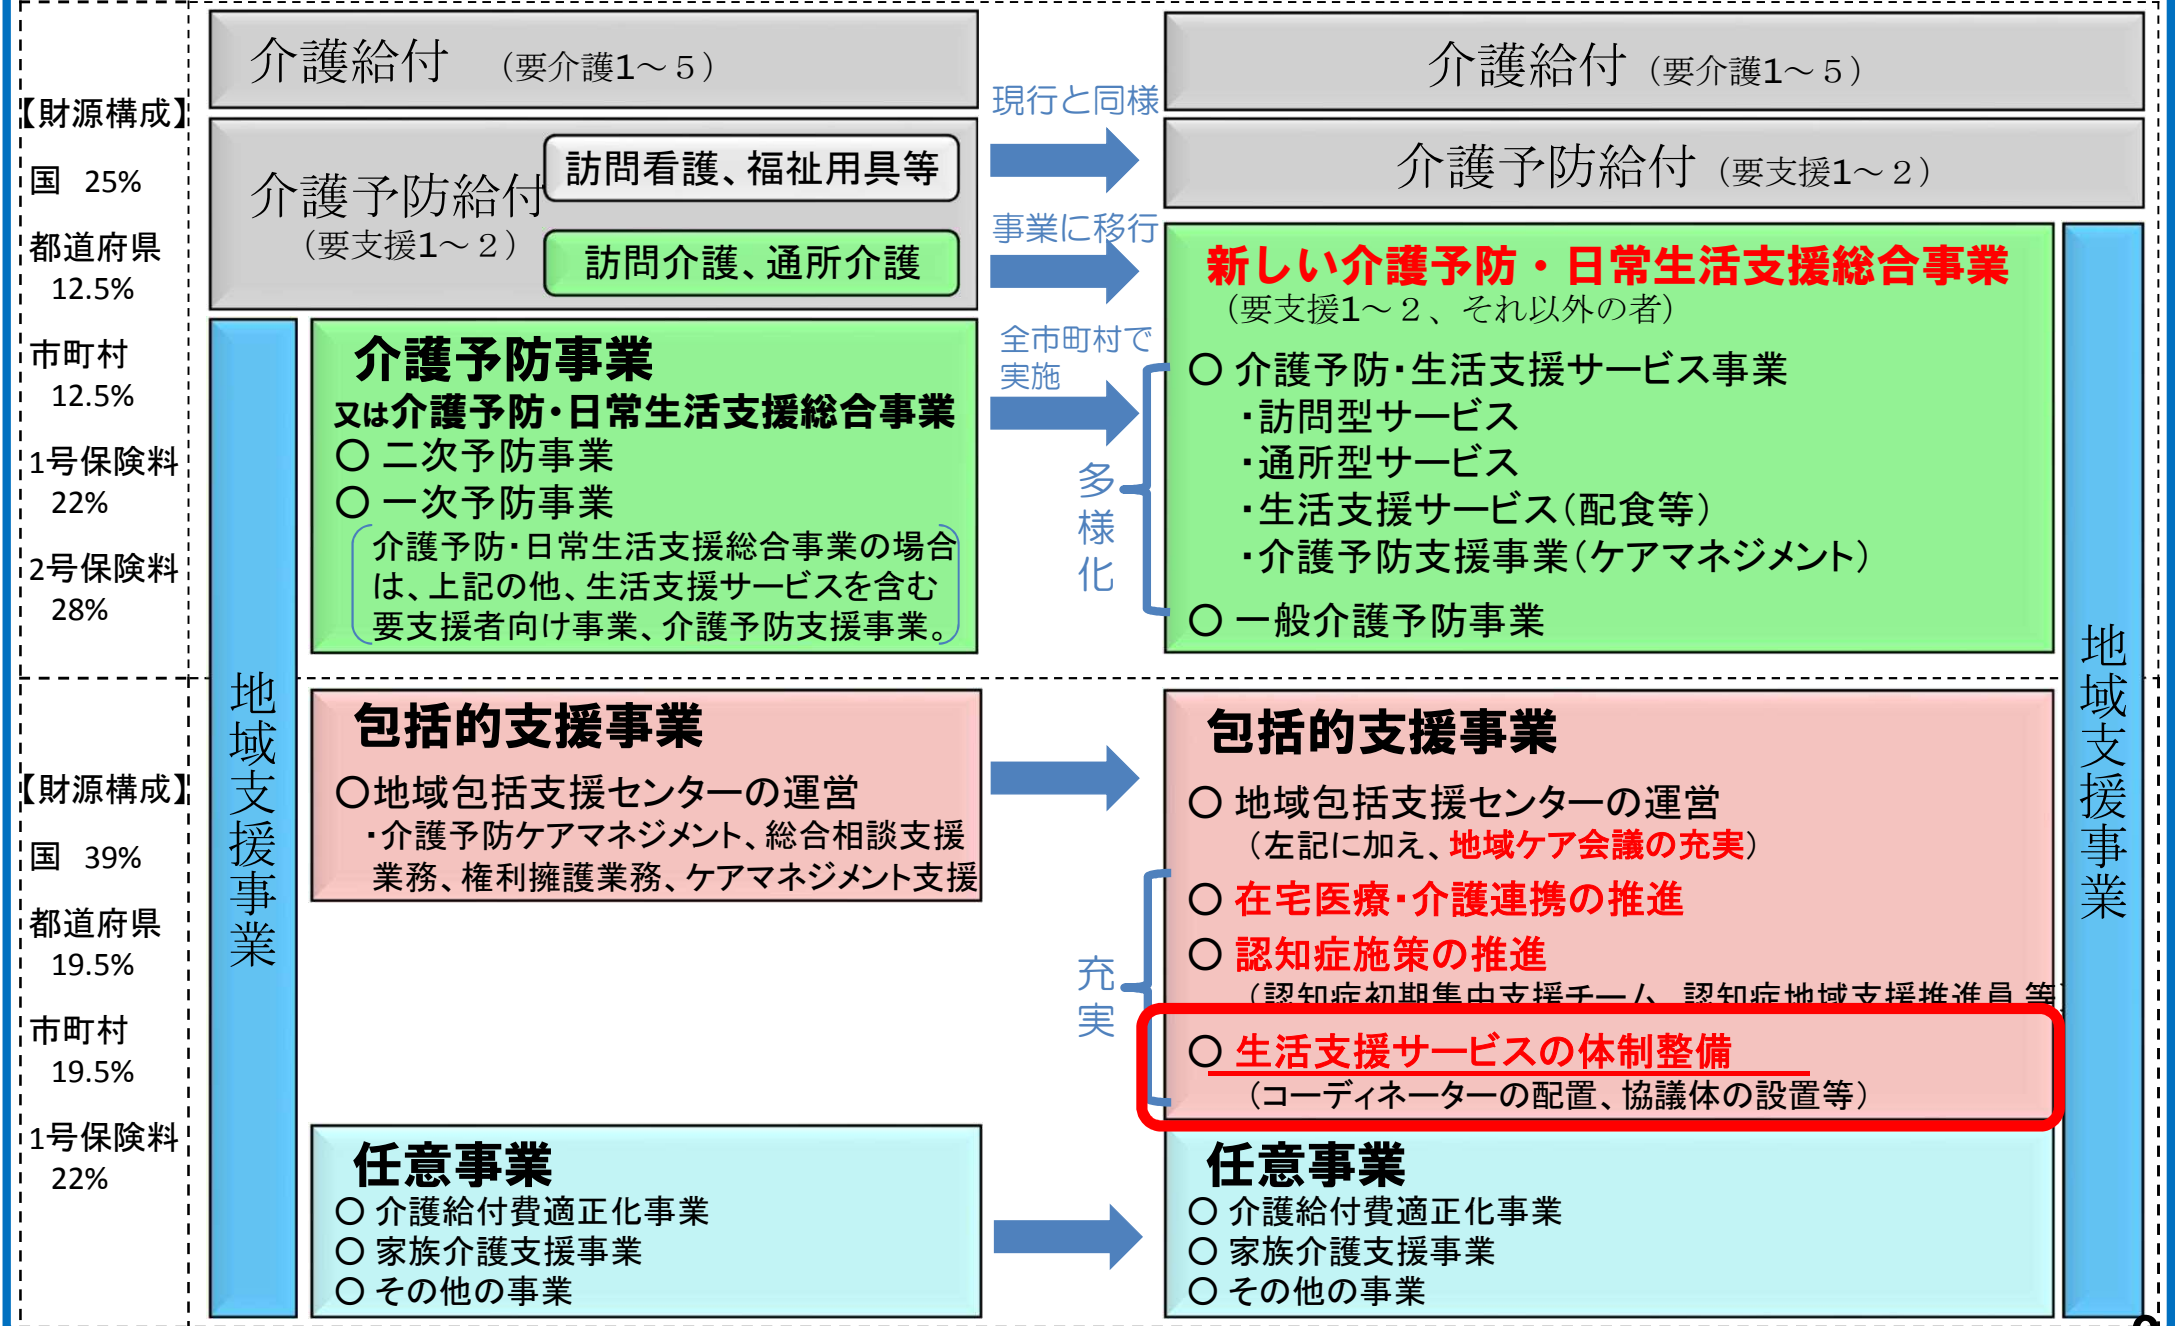 【財源構成】
国 25%
都道府県
12.5%
市町村
12.5%
1号保険料
22%
2号保険料
28%
【財源構成】
国 39%
都道府県
19.5%
市町村
19.5%
1号保険料
22%
介護給付 （要介護1～５）
介護予防給付
（要支援1～２）
訪問看護、福祉用具等
訪問介護、通所介護
地域支援事業
介護予防事業
又は介護予防・日常生活支援総合事業
○ 二次予防事業
○ 一次予防事業
介護予防・日常生活支援総合事業の場合
は、上記の他、生活支援サービスを含む
要支援者向け事業、介護予防支援事業。
包括的支援事業
○地域包括支援センターの運営
・介護予防ケアマネジメント、総合相談支援
業務、権利擁護業務、ケアマネジメント支援
任意事業
○ 介護給付費適正化事業
○ 家族介護支援事業
○ その他の事業
現行と同様
事業に移行
全市町村で
実施
多様化
充実
介護給付（要介護1～５）
介護予防給付（要支援1～２）
新しい介護予防・日常生活支援総合事業
（要支援1～２、それ以外の者）
○ 介護予防・生活支援サービス事業
・訪問型サービス
・通所型サービス
・生活支援サービス（配食等）
・介護予防支援事業（ケアマネジメント）
○ 一般介護予防事業
包括的支援事業
○ 地域包括支援センターの運営
（左記に加え、地域ケア会議の充実）
○ 在宅医療・介護連携の推進
○ 認知症施策の推進
（認知症初期集中支援チーム、認知症地域支援推進員 等）
○ 生活支援サービスの体制整備
（コーディネーターの配置、協議体の設置等）
任意事業
○ 介護給付費適正化事業
○ 家族介護支援事業
○ その他の事業
地域支援事業